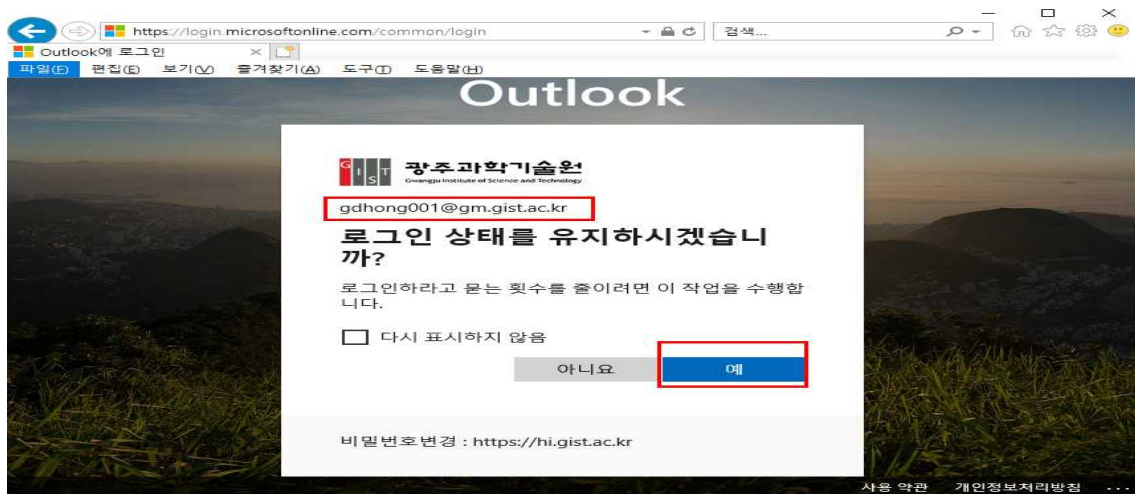 https://login.microsoftonline.com/common/login
검색...
Outlook에 로그인
파일(F) 편집(E) 보기(V) 즐겨찾기(A) 도구(T) 도움말(H)
Outlook
GIST 광주과학기술원
Gwangju Institute of Science and Technology
gdhong001@gm.gist.ac.kr
로그인 상태를 유지하시겠습니
까?
로그인하라고 묻는 횟수를 줄이려면 이 작업을 수행합
니다.
다시 표시하지 않음
아니요 예
비밀번호변경 : https://hi.gist.ac.kr
사용 약관 개인정보처리방침 ...